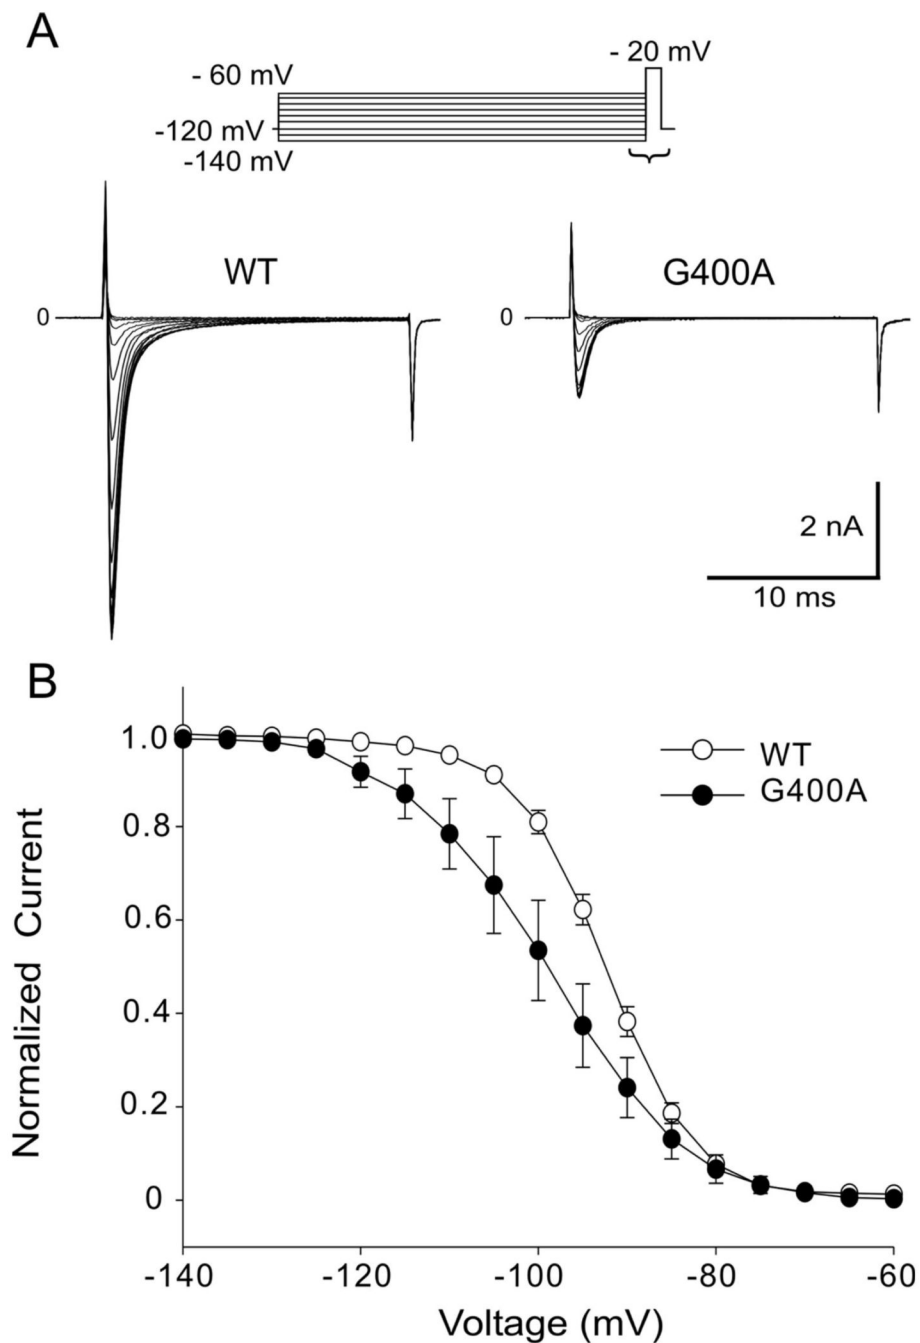 A
- 20 mV
- 60 mV
-120 mV
-140 mV
WT
G400A
0
0
2 nA
10 ms
B
1.0
0.8
0.6
0.4
0.2
0
WT
G400A
Normalized Current
-140
-120
-100
-80
-60
Voltage (mV)